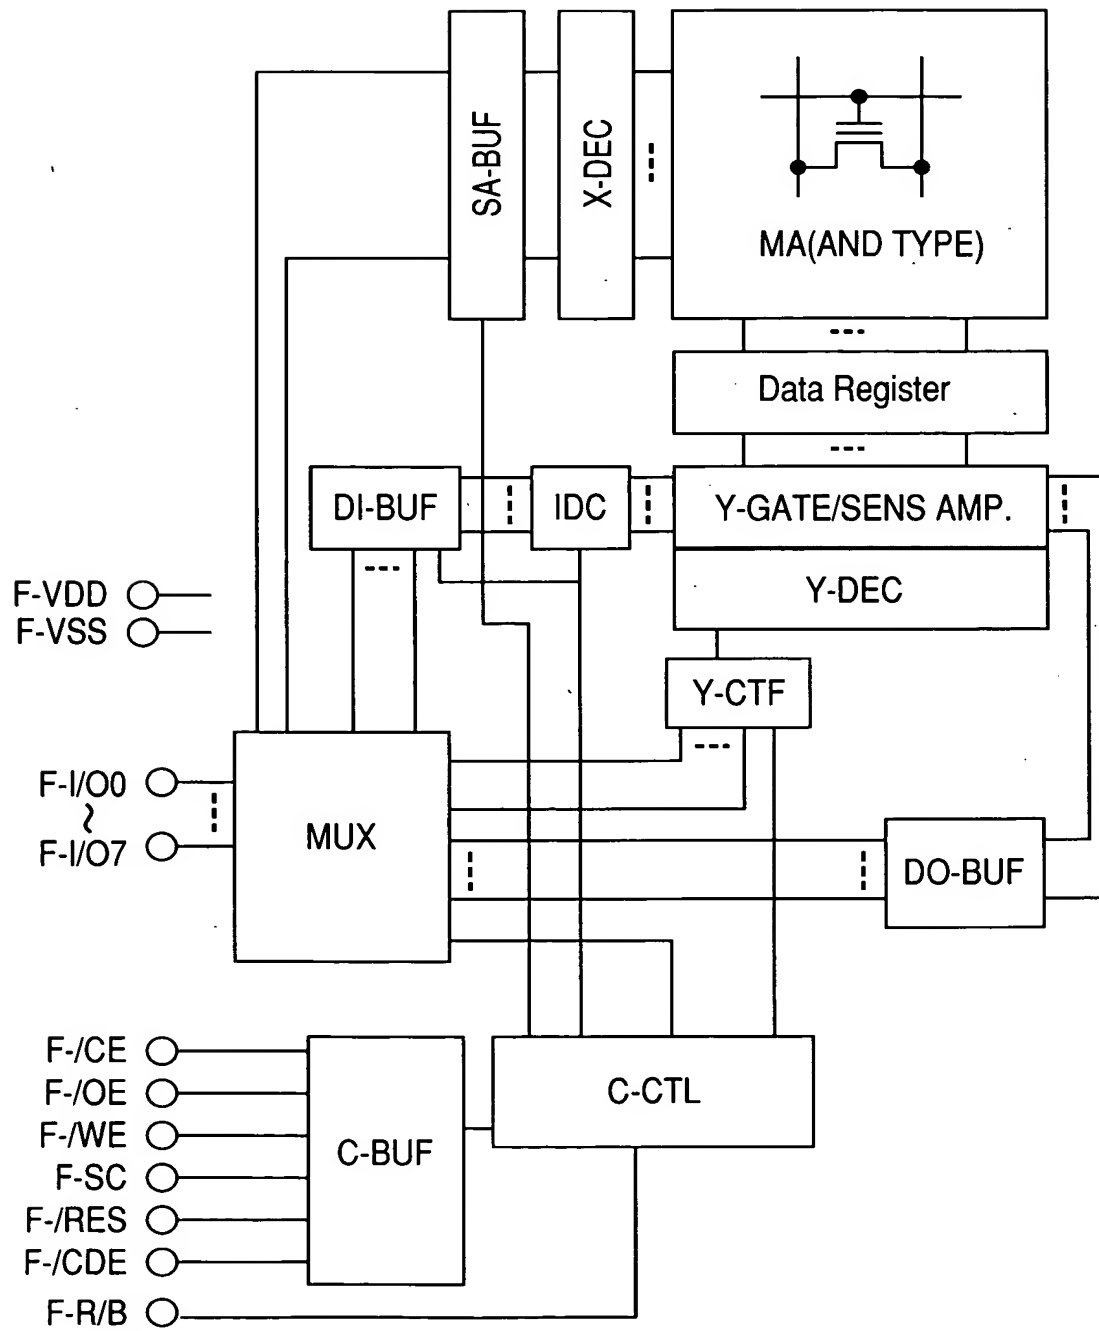 SA-BUF
X-DEC
MA(AND TYPE)
Data Register
DI-BUF
IDC
Y-GATE/SENS AMP.
Y-DEC
F-VDD
F-VSS
Y-CTF
F-I/O0
~
F-I/O7
MUX
DO-BUF
F-/CE
F-/OE
F-/WE
F-SC
F-/RES
F-/CDE
F-R/B
C-BUF
C-CTL